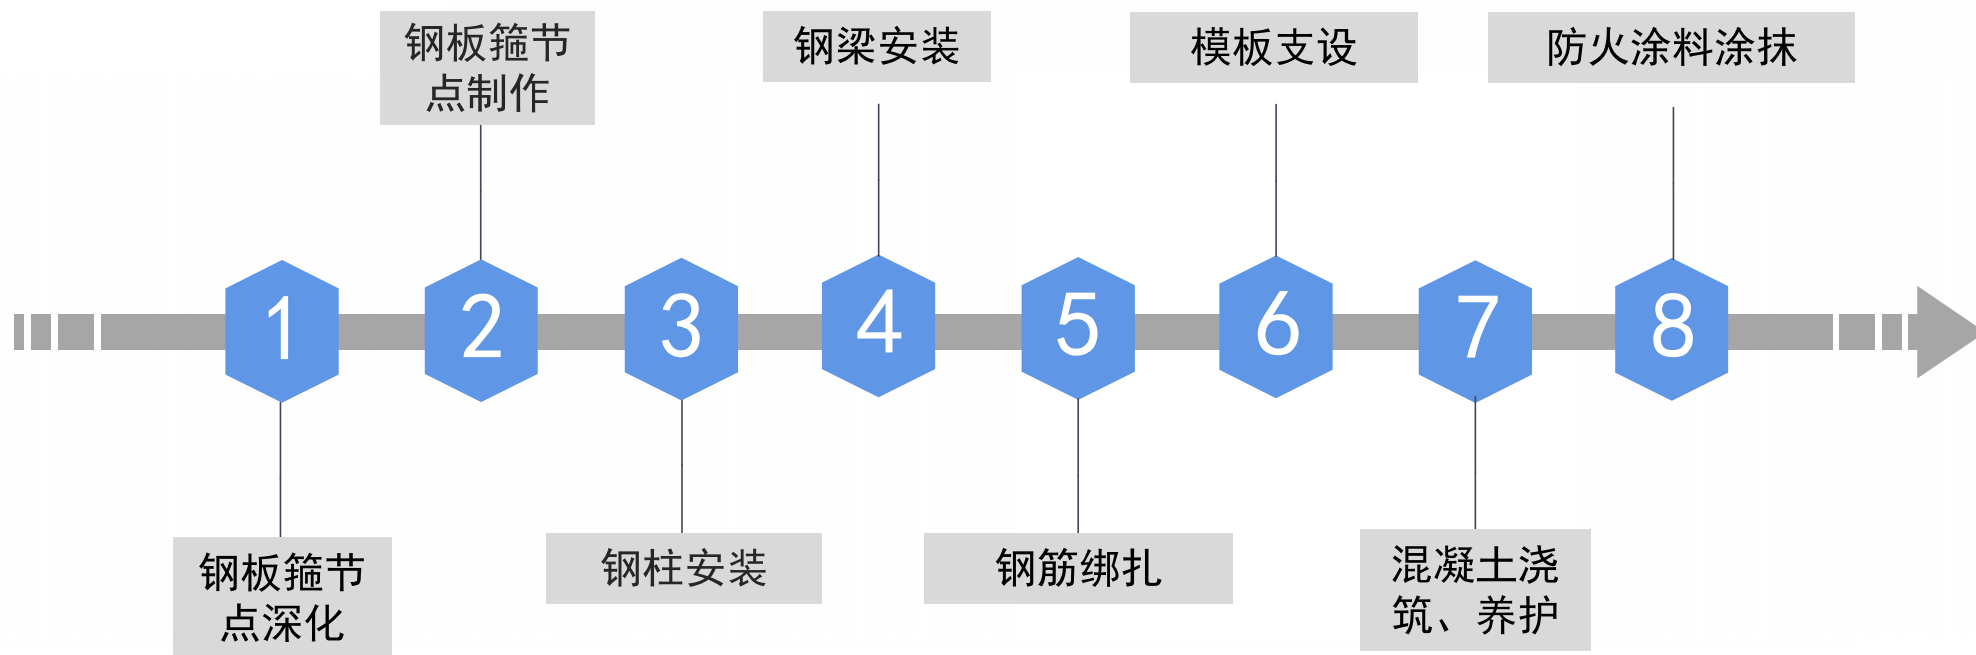 钢板箍节
点制作
钢梁安装
模板支设
防火涂料涂抹
1
2
3
4
5
6
7
8
钢板箍节
点深化
钢柱安装
钢筋绑扎
混凝土浇
筑、养护